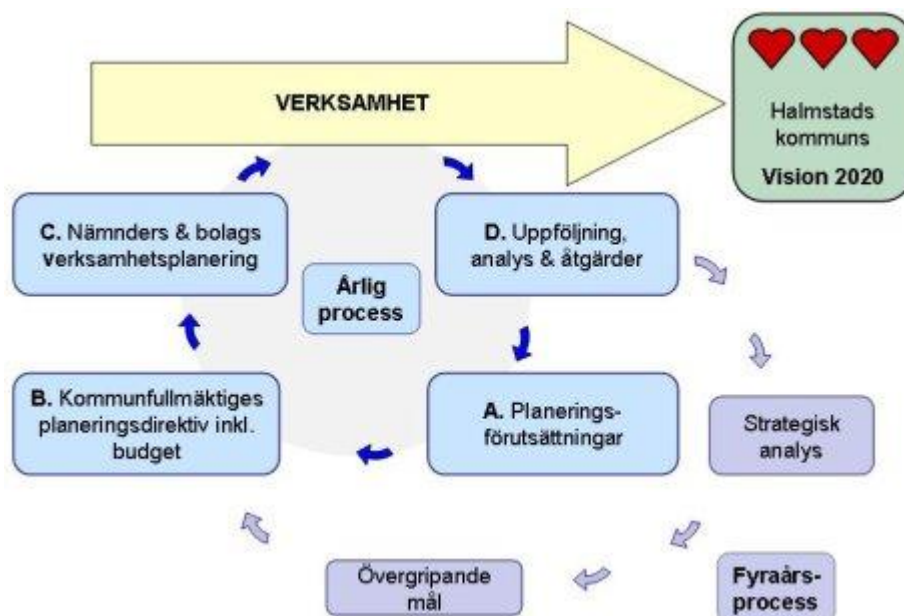 VERKSAMHET
Halmstads
kommuns
Vision 2020
C. Nämnders & bolags
verksamhetsplanering
D. Uppföljning,
analys & åtgärder
Årlig
process
B. Kommunfullmäktiges
planeringsdirektiv inkl.
budget
A. Planerings-
förutsättningar
Strategisk
analys
Övergripande
mål
Fyraårs-
process